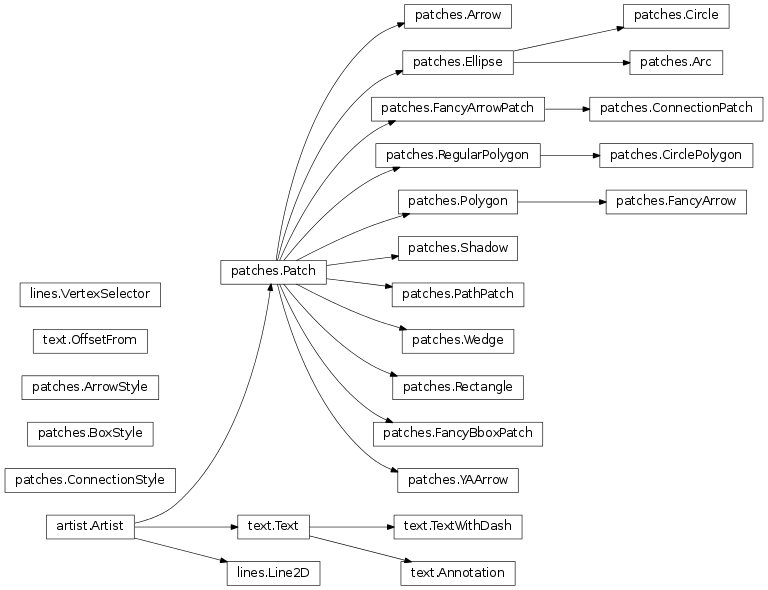 patches.Arrow
patches.Circle
patches.Ellipse
patches.Arc
patches.FancyArrowPatch
patches.ConnectionPatch
patches.RegularPolygon
patches.CirclePolygon
patches.Polygon
patches.FancyArrow
patches.Shadow
patches.Patch
lines.VertexSelector
patches.PathPatch
text.OffsetFrom
patches.Wedge
patches.ArrowStyle
patches.Rectangle
patches.BoxStyle
patches.FancyBboxPatch
patches.ConnectionStyle
patches.YAArrow
artist.Artist
text.Text
text.TextWithDash
lines.Line2D
text.Annotation